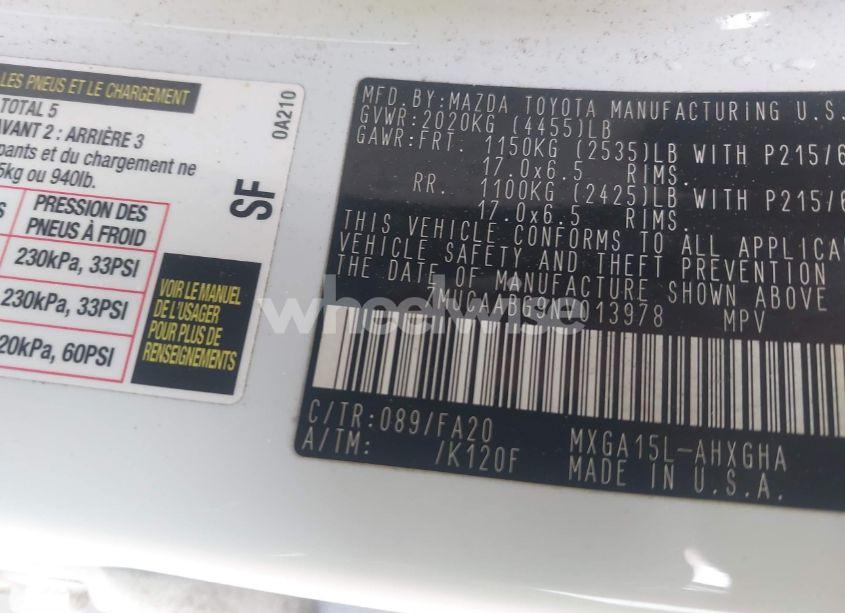 LES PNEUS ET LE CHARGEMENT
TOTAL 5
AVANT 2 : ARRIÈRE 3
pants et du chargement ne
5kg ou 940lb.
PRESSION DES
PNEUS À FROID
230kPa, 33PSI
230kPa, 33PSI
20kPa, 60PSI
VOIR LE MANUEL
DE L'USAGER
POUR PLUS DE
RENSEIGNEMENTS
0A210
SF
MFD.BY:MAZDA TOYOTA MANUFACTURING U.S.
GVWR:2020KG (4455)LB
GAWR:FRT. 1150KG (2535)LB WITH P215/6
17.0x6.5 RIMS.
RR. 1100KG (2425)LB WITH P215/6
17.0x6.5 RIMS.
THIS VEHICLE CONFORMS TO ALL APPLICA
VEHICLE SAFETY AND THEFT PREVENTION
THE DATE OF MANUFACTURE SHOWN ABOVE
MPV
wheelwise
C/TR:089/FA20 MXGA15L-AHXGHA
A/TM: /K120F MADE IN U.S.A.